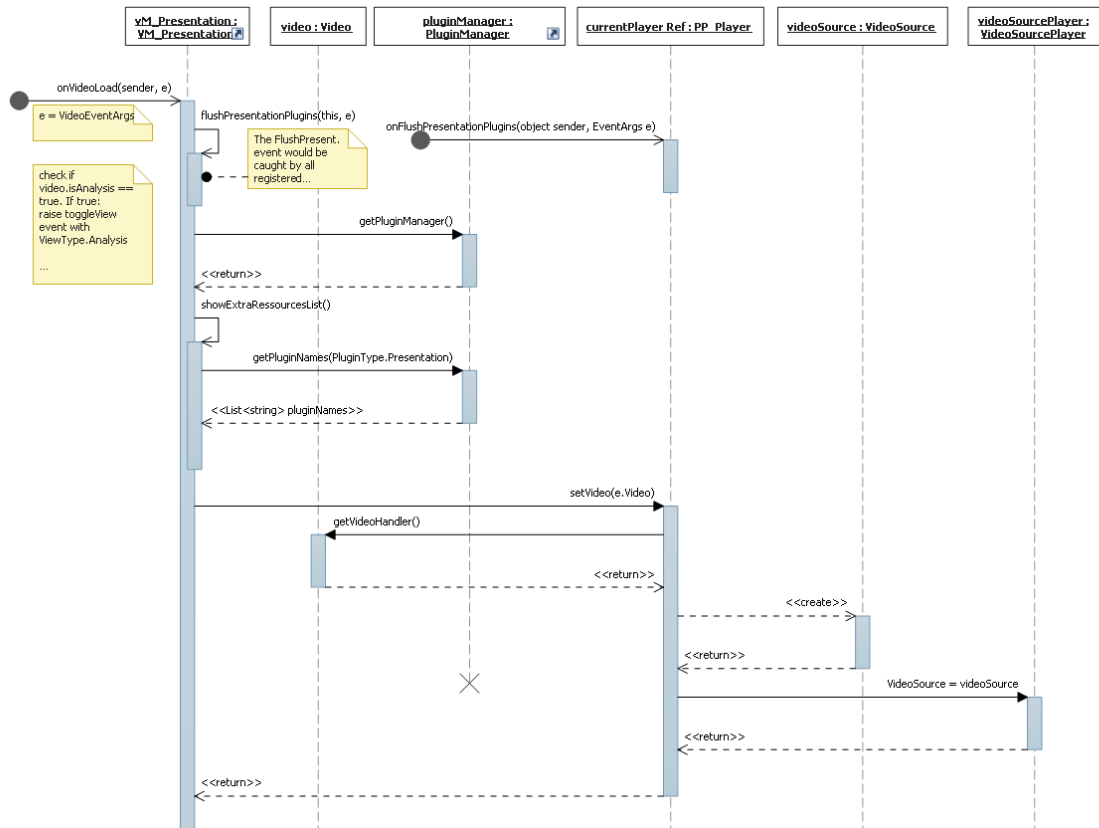 vM_Presentation :
VM_Presentation
video : Video
pluginManager :
PluginManager
currentPlayer Ref : PP_Player
videoSource : VideoSource
videoSourcePlayer :
VideoSourcePlayer
onVideoLoad(sender, e)
e = VideoEventArgs
flushPresentationPlugins(this, e)
onFlushPresentationPlugins(object sender, EventArgs e)
The FlushPresent.
event would be
caught by all
registered...
check if
video.isAnalysis ==
true. If true:
raise toggleView
event with
ViewType.Analysis
...
getPluginManager()
<<return>>
showExtraRessourcesList()
getPluginNames(PluginType.Presentation)
<<List<string> pluginNames>>
setVideo(e.Video)
getVideoHandler()
<<return>>
<<create>>
<<return>>
VideoSource = videoSource
<<return>>
<<return>>